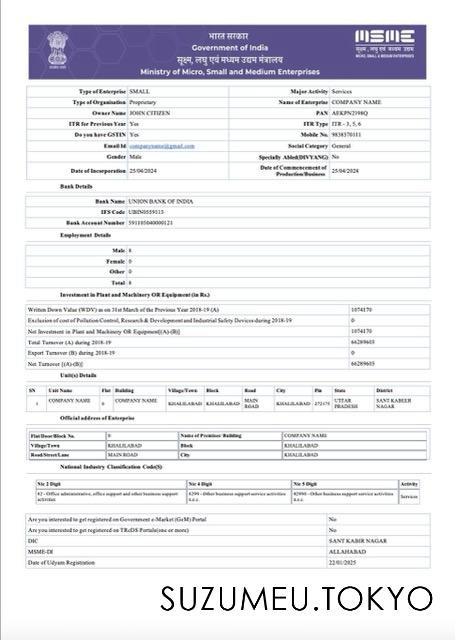 भारत सरकार
Government of India
सूक्ष्म, लघु एवं मध्यम उद्यम मंत्रालय
Ministry of Micro, Small and Medium Enterprises
MSME
सूक्ष्म, लघु एवं मध्यम उद्यम
MICRO, SMALL & MEDIUM ENTERPRISES
Type of Enterprise SMALL Major Activity Services
Type of Organisation Proprietary Name of Enterprise COMPANY NAME
Owner Name JOHN CITIZEN PAN AEKPN2198Q
ITR for Previous Year Yes ITR Type ITR - 3, 5, 6
Do you have GSTIN Yes Mobile No. 9838370111
Email Id companyname@gmail.com Social Category General
Gender Male Specially Abled(DIVYANG) No
Date of Incorporation 25/04/2024 Date of Commencement of Production/Business 25/04/2024
Bank Details
Bank Name UNION BANK OF INDIA
IFS Code UBIN0559113
Bank Account Number 591105040000121
Employment Details
Male 8
Female 0
Other 0
Total 8
Investment in Plant and Machinery OR Equipment (in Rs.)
Written Down Value (WDV) as on 31st March of the Previous Year 2018-19 (A) 1074170
Exclusion of cost of Pollution Control, Research & Development and Industrial Safety Devices during 2018-19 0
Net Investment in Plant and Machinery OR Equipment[(A)-(B)] 1074170
Total Turnover (A) during 2018-19 66289605
Export Turnover (B) during 2018-19 0
Net Turnover [(A)-(B)] 66289605
Unit(s) Details
SN Unit Name Flat Building Village/Town Block Road City Pin State District
1 COMPANY NAME 0 COMPANY NAME KHALILABAD KHALILABAD MAIN ROAD KHALILABAD 272175 UTTAR PRADESH SANT KABEER NAGAR
Official address of Enterprise
Flat/Door/Block No. 0 Name of Premises/ Building COMPANY NAME
Village/Town KHALILABAD Block KHALILABAD
Road/Street/Lane MAIN ROAD City KHALILABAD
National Industry Classification Code(S)
Nic 2 Digit Nic 4 Digit Nic 5 Digit Activity
82 - Office administrative, office support and other business support activities 8299 - Other business support service activities n.e.c. 82990 - Other business support service activities n.e.c. Services
Are you interested to get registered on Government e-Market (GeM) Portal No
Are you interested to get registered on TReDS Portals(one or more) No
DIC SANT KABIR NAGAR
MSME-DI ALLAHABAD
Date of Udyam Registration 22/01/2025
SUZUMEU.TOKYO